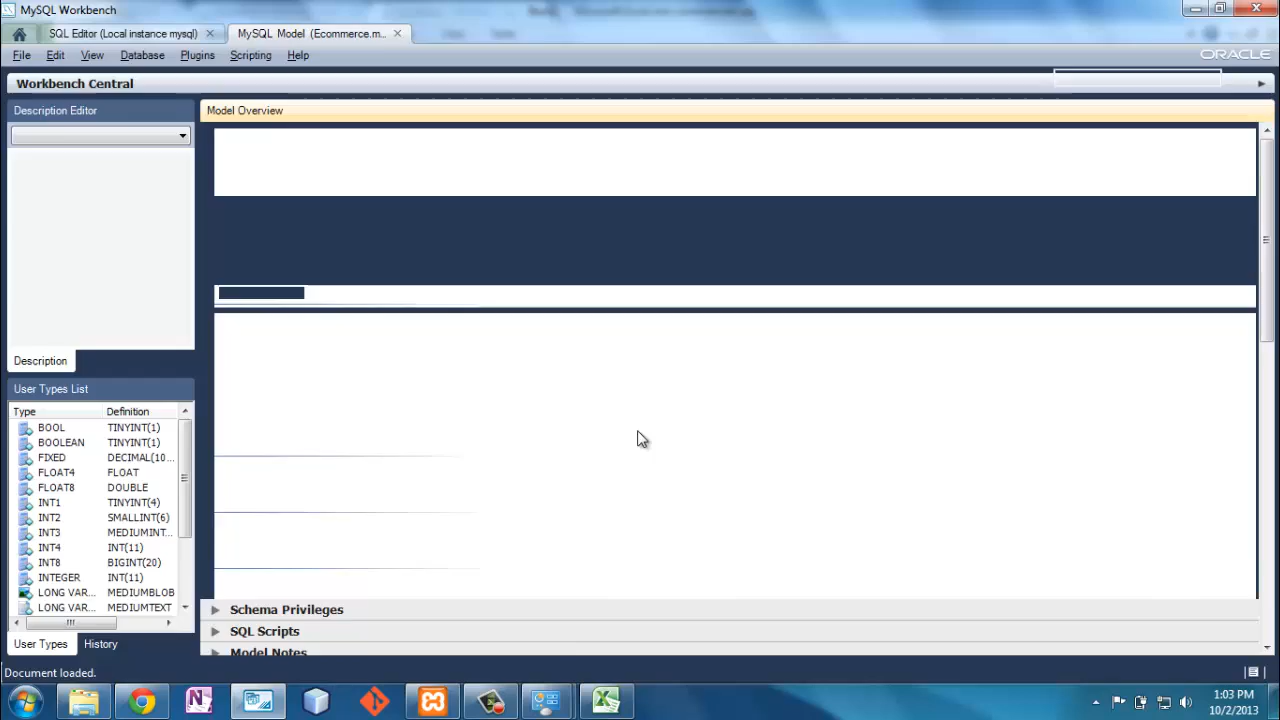 MySQL Workbench
SQL Editor (Local instance mysql)
MySQL Model (Ecommerce.m...
File Edit View Database Plugins Scripting Help
ORACLE
Workbench Central
Description Editor
Model Overview
Description
User Types List
Type Definition
BOOL TINYINT(1)
BOOLEAN TINYINT(1)
FIXED DECIMAL(10...
FLOAT4 FLOAT
FLOAT8 DOUBLE
INT1 TINYINT(4)
INT2 SMALLINT(6)
INT3 MEDIUMINT...
INT4 INT(11)
INT8 BIGINT(20)
INTEGER INT(11)
LONG VAR... MEDIUMBLOB
LONG VAR... MEDIUMTEXT
Schema Privileges
SQL Scripts
Model Notes
User Types History
Document loaded.
1:03 PM
10/2/2013